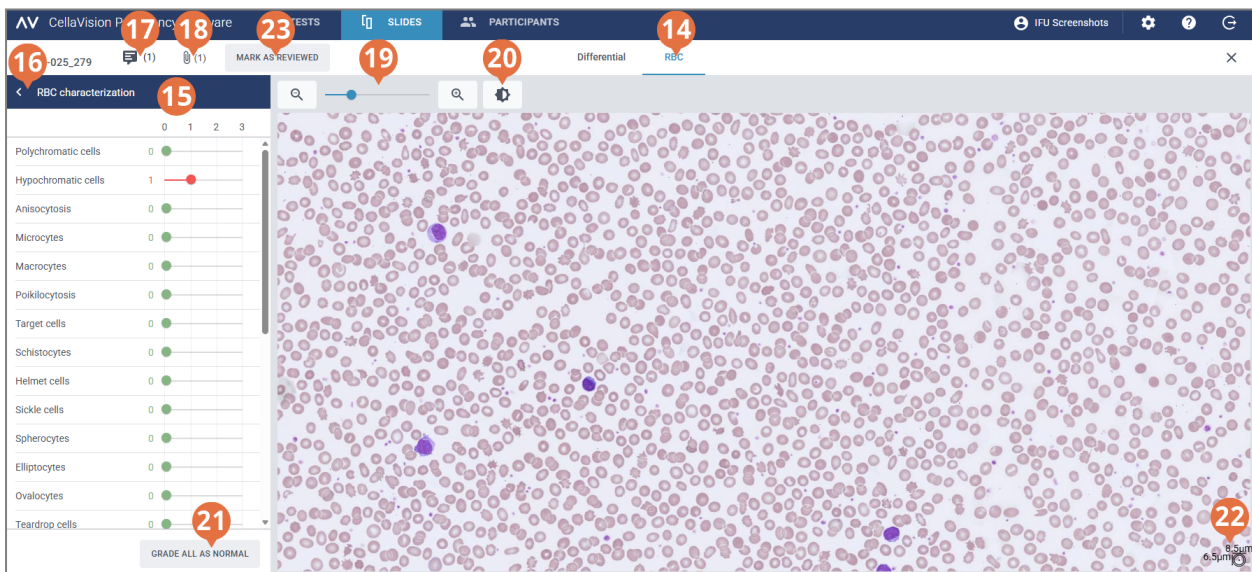 CellaVision P ncy ware
TESTS
SLIDES
PARTICIPANTS
IFU Screenshots
17
18
23
14
16
19
20
-025_279
(1)
(1)
MARK AS REVIEWED
Differential
RBC
RBC characterization
15
0 1 2 3
Polychromatic cells 0
Hypochromatic cells 1
Anisocytosis 0
Microcytes 0
Macrocytes 0
Poikilocytosis 0
Target cells 0
Schistocytes 0
Helmet cells 0
Sickle cells 0
Spherocytes 0
Elliptocytes 0
Ovalocytes 0
Teardrop cells 0
21
22
GRADE ALL AS NORMAL
8.5µm
6.5µm